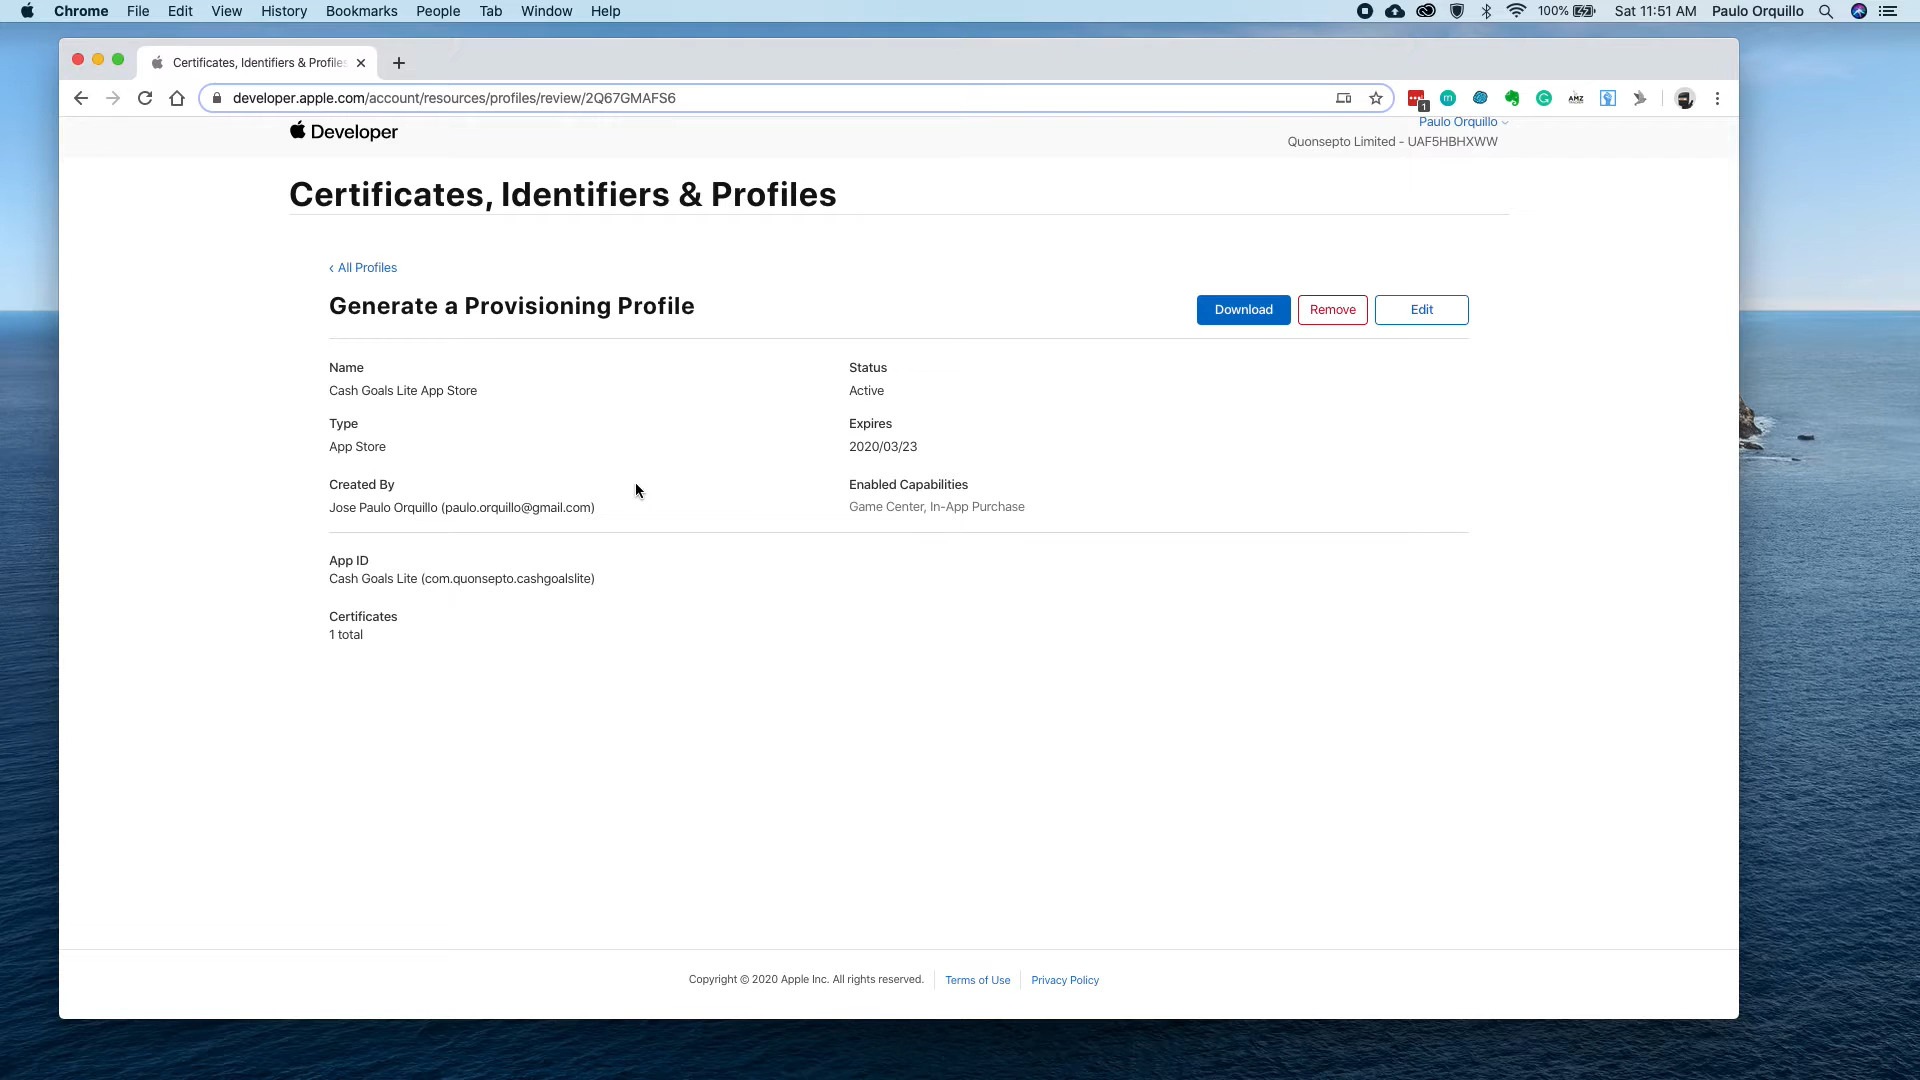 Chrome File Edit View History Bookmarks People Tab Window Help 100% Sat 11:51 AM Paulo Orquillo
Certificates, Identifiers & Profiles
developer.apple.com/account/resources/profiles/review/2Q67GMAFS6
1
m
AMZ
Developer
Paulo Orquillo
Quonsepto Limited - UAF5HBHXWW
Certificates, Identifiers & Profiles
‹ All Profiles
Generate a Provisioning Profile
Download Remove Edit
Name Status
Cash Goals Lite App Store Active
Type Expires
App Store 2020/03/23
Created By Enabled Capabilities
Jose Paulo Orquillo (paulo.orquillo@gmail.com) Game Center, In-App Purchase
App ID
Cash Goals Lite (com.quonsepto.cashgoalslite)
Certificates
1 total
Copyright © 2020 Apple Inc. All rights reserved. Terms of Use Privacy Policy